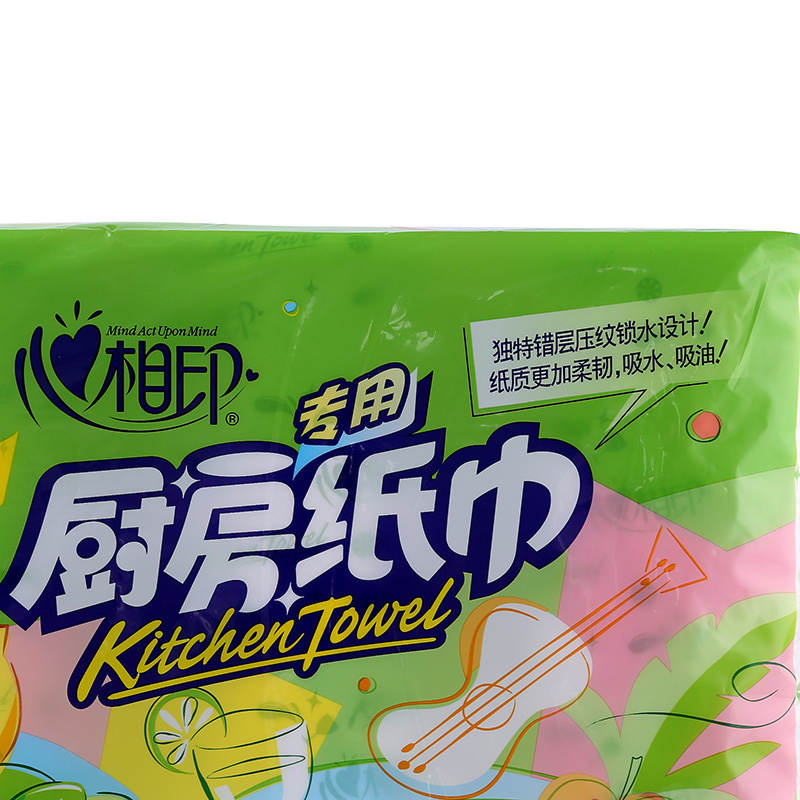 Mind Act Upon Mind
心相印®
独特错层压纹锁水设计!
纸质更加柔韧,吸水、吸油!
专用
厨房纸巾
Kitchen Towel